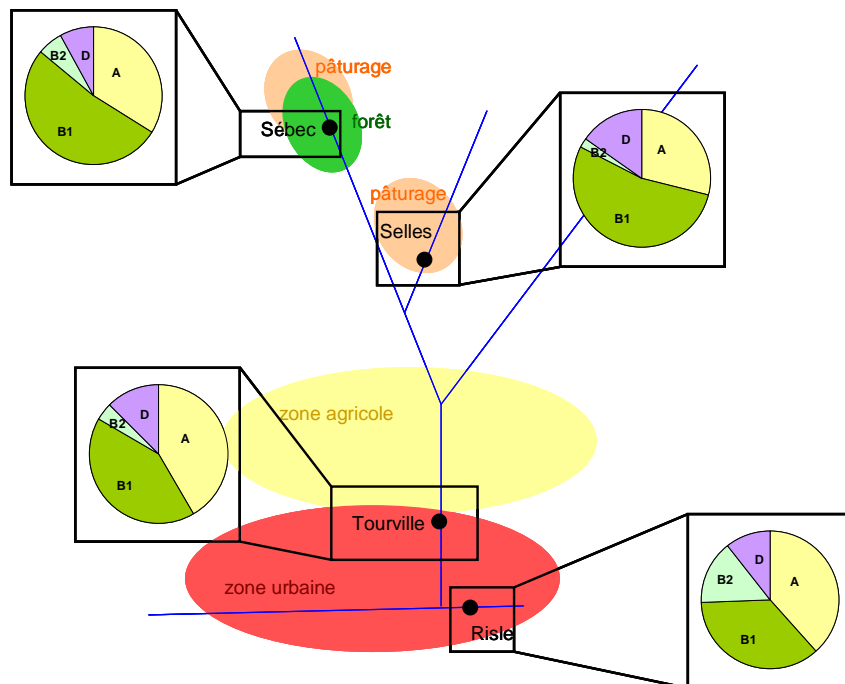 B2
D
A
B1
pâturage
forêt
Sébec
pâturage
Selles
D
A
B2
B1
zone agricole
D
A
B2
B1
Tourville
zone urbaine
Risle
D
A
B2
B1